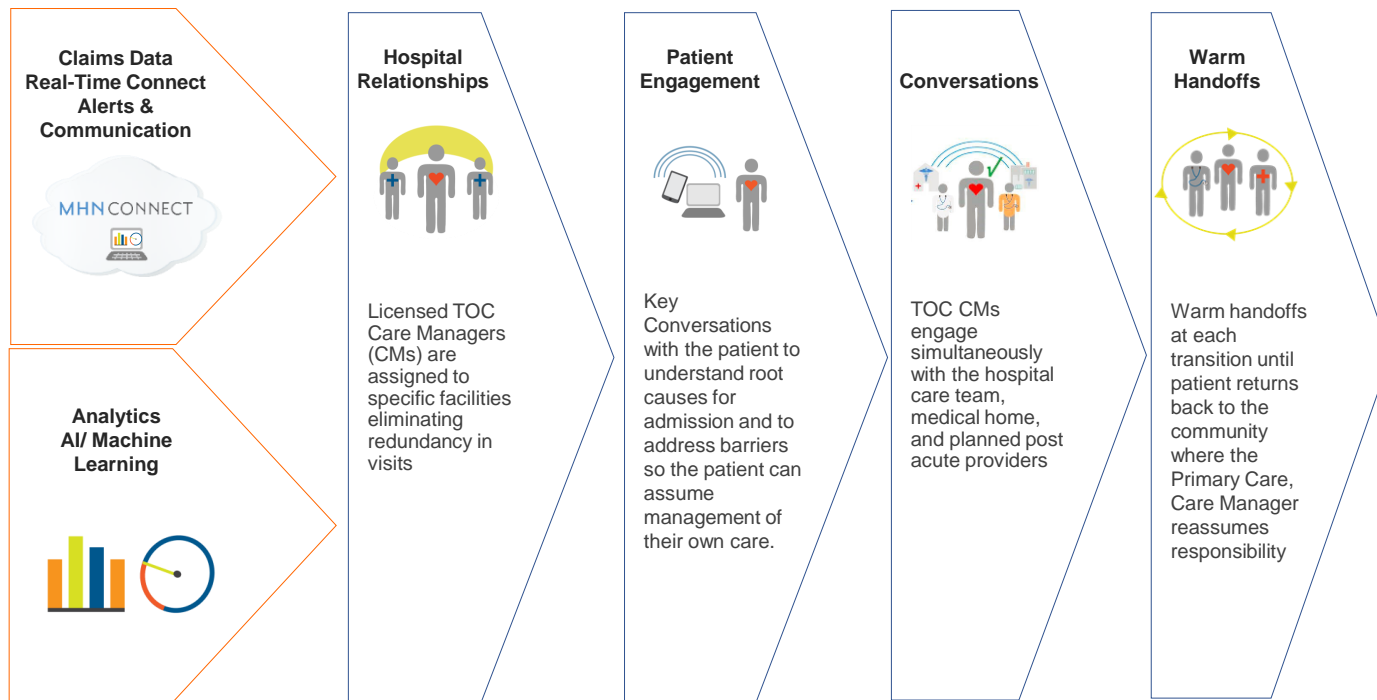 Claims Data
Real-Time Connect
Alerts &
Communication
MHNCONNECT
Analytics
AI/ Machine
Learning
Hospital
Relationships
Licensed TOC
Care Managers
(CMs) are
assigned to
specific facilities
eliminating
redundancy in
visits
Patient
Engagement
Key
Conversations
with the patient to
understand root
causes for
admission and to
address barriers
so the patient can
assume
management of
their own care.
Conversations
TOC CMs
engage
simultaneously
with the hospital
care team,
medical home,
and planned post
acute providers
Warm
Handoffs
Warm handoffs
at each
transition until
patient returns
back to the
community
where the
Primary Care,
Care Manager
reassumes
responsibility